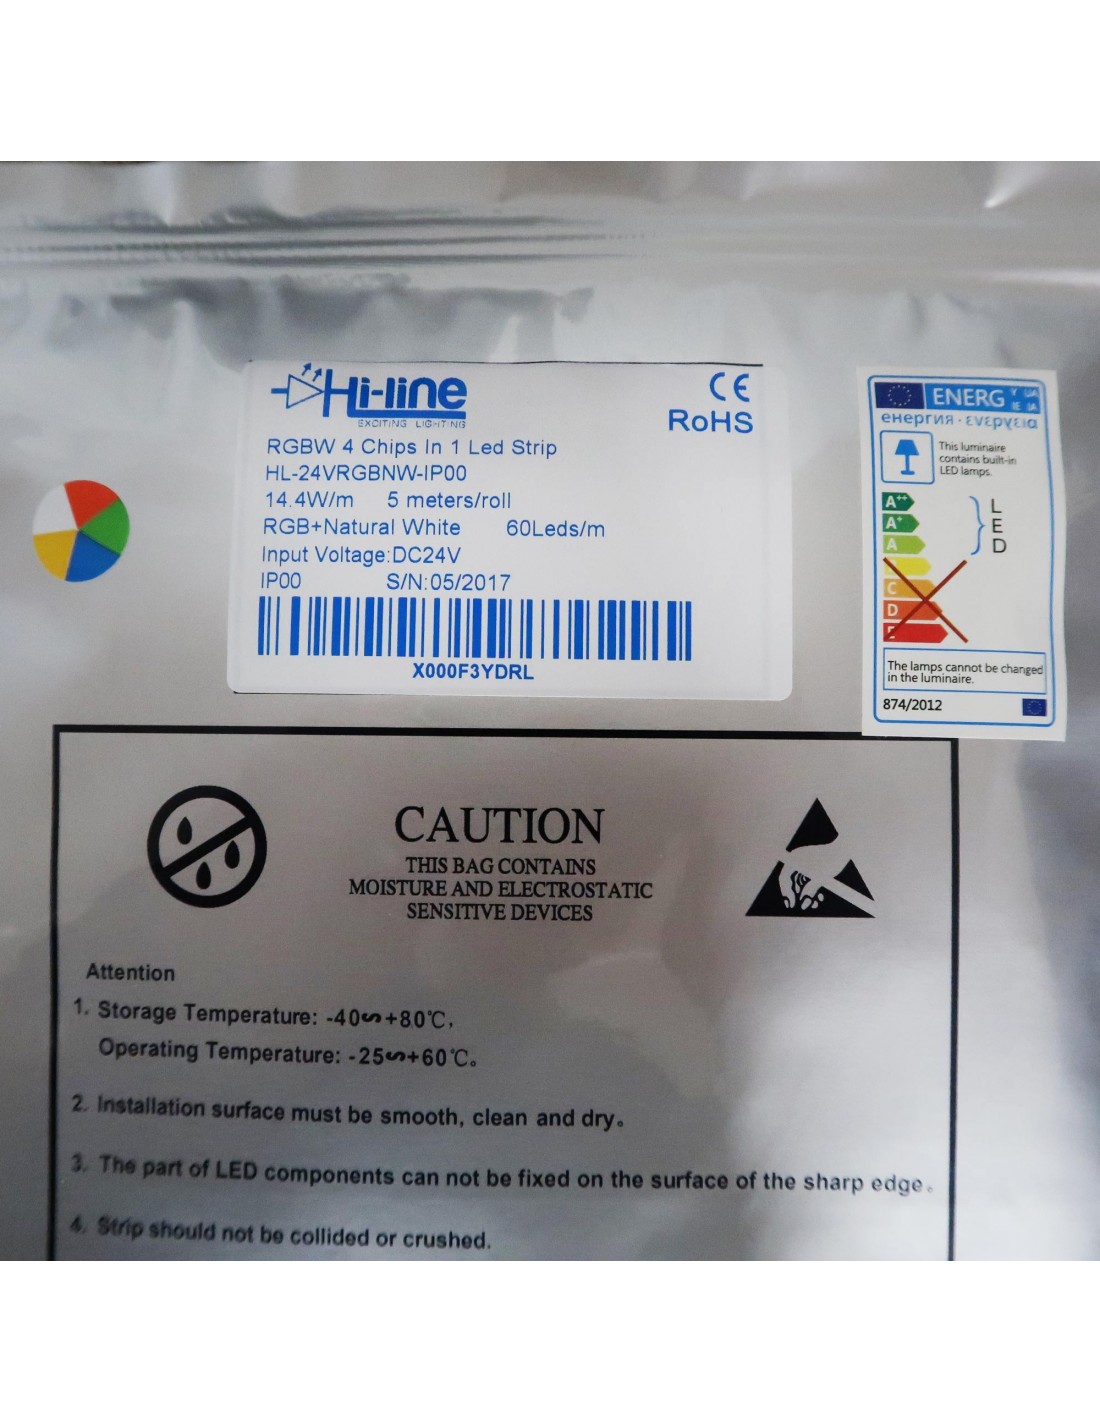 Hi-line
EXCITING LIGHTING
CE
RoHS
RGBW 4 Chips In 1 Led Strip
HL-24VRGBNW-IP00
14.4W/m 5 meters/roll
RGB+Natural White 60Leds/m
Input Voltage:DC24V
IP00 S/N:05/2017
X000F3YDRL
ENERG Y IJA
IE IA
енергия · ενεργεια
This luminaire
contains built-in
LED lamps.
A++
A+
A
C
D
E
L
E
D
The lamps cannot be changed
in the luminaire.
874/2012
CAUTION
THIS BAG CONTAINS
MOISTURE AND ELECTROSTATIC
SENSITIVE DEVICES
Attention
1. Storage Temperature: -40∽+80℃,
Operating Temperature: -25∽+60℃。
2. Installation surface must be smooth, clean and dry。
3. The part of LED components can not be fixed on the surface of the sharp edge。
4. Strip should not be collided or crushed.